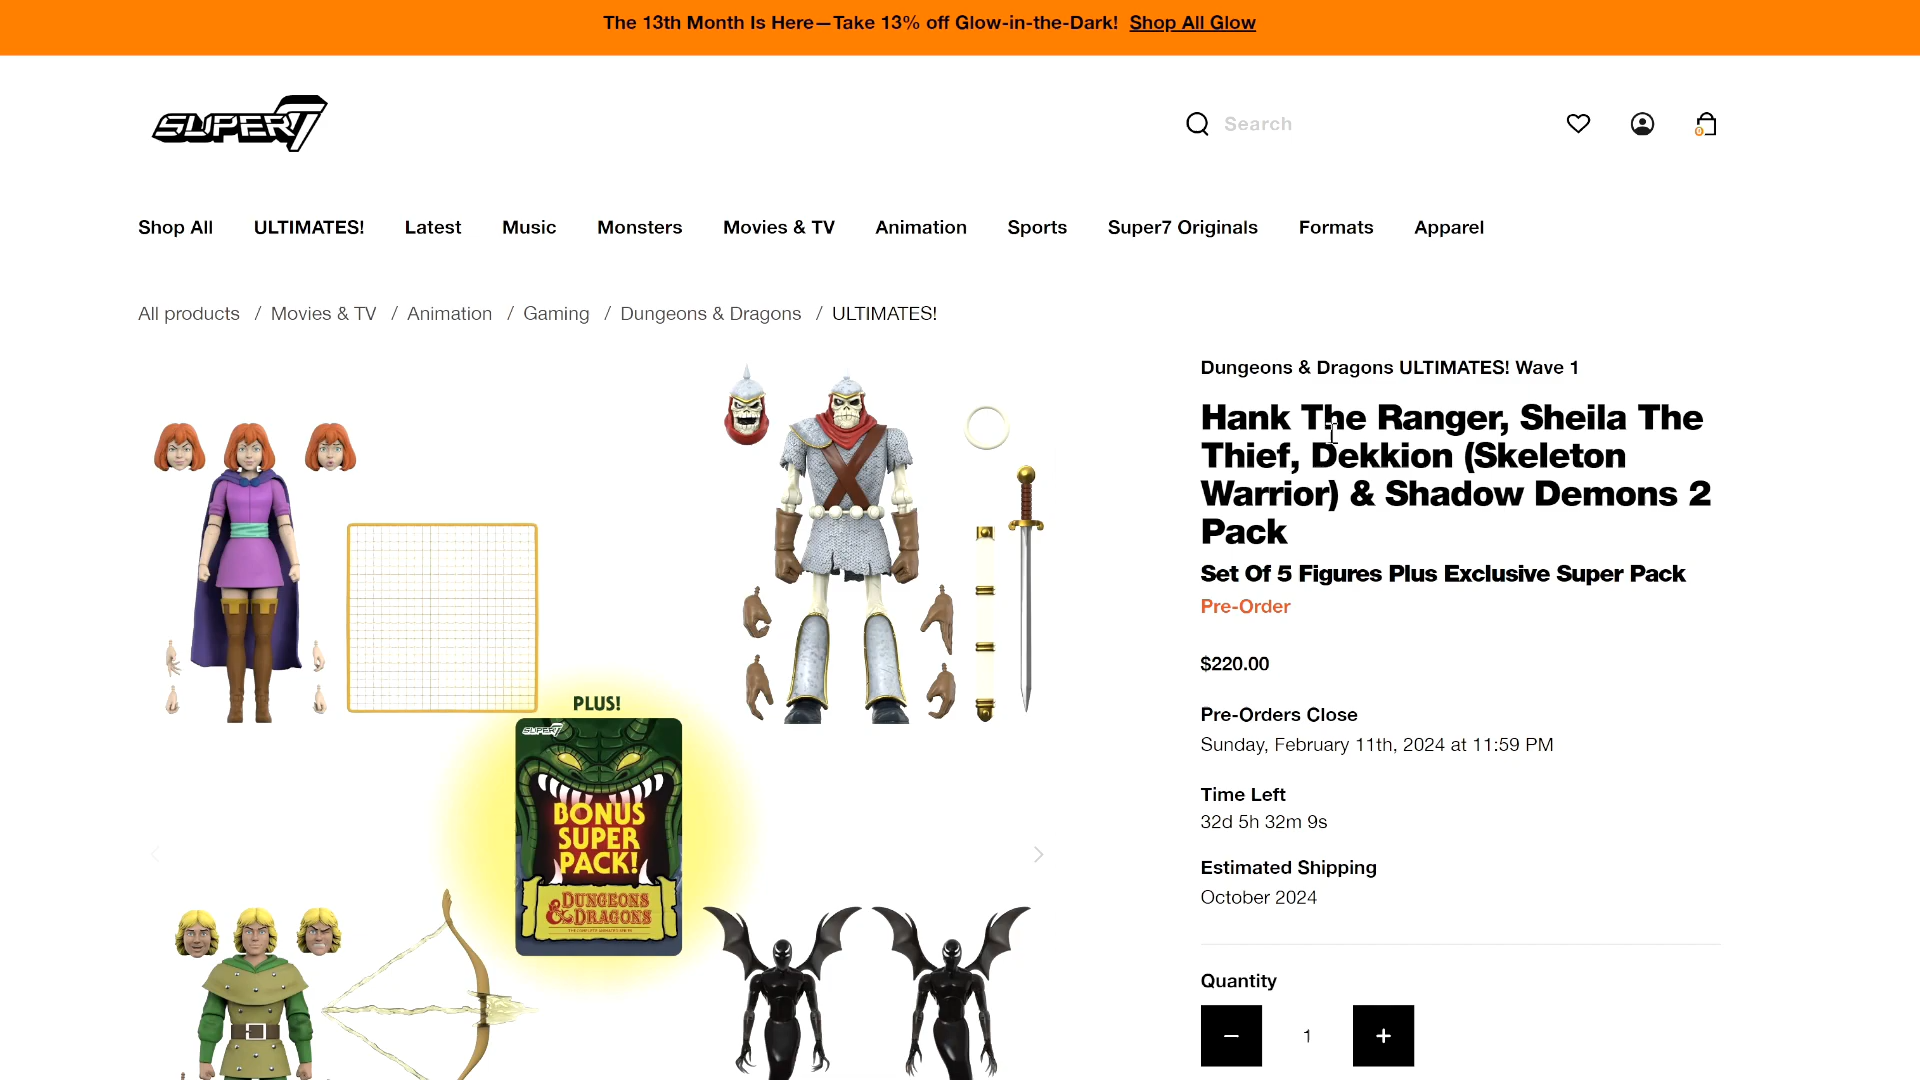 The 13th Month Is Here—Take 13% off Glow-in-the-Dark! Shop All Glow
SUPER7
Search
0
Shop All ULTIMATES! Latest Music Monsters Movies & TV Animation Sports Super7 Originals Formats Apparel
All products / Movies & TV / Animation / Gaming / Dungeons & Dragons / ULTIMATES!
Dungeons & Dragons ULTIMATES! Wave 1
Hank The Ranger, Sheila The
Thief, Dekkion (Skeleton
Warrior) & Shadow Demons 2
Pack
Set Of 5 Figures Plus Exclusive Super Pack
Pre-Order
$220.00
Pre-Orders Close
Sunday, February 11th, 2024 at 11:59 PM
Time Left
32d 5h 32m 9s
Estimated Shipping
October 2024
Quantity
− 1 +
PLUS!
SUPER7
BONUS
SUPER
PACK!
DUNGEONS
& DRAGONS